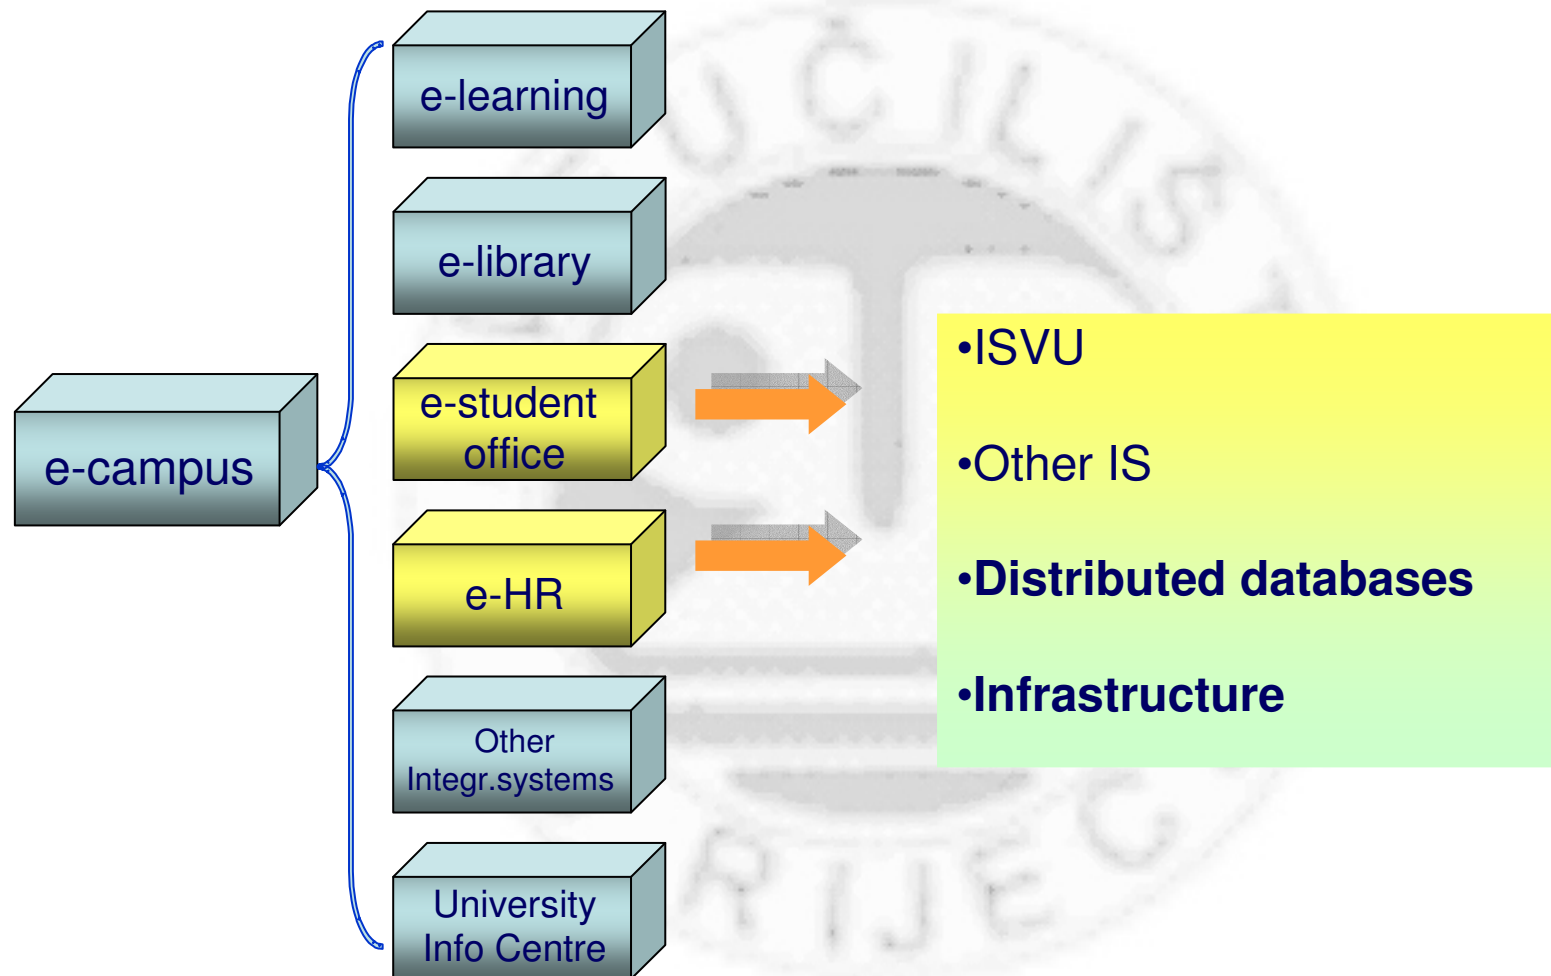 e-campus
e-learning
e-library
e-student
office
e-HR
Other
Integr.systems
University
Info Centre
•ISVU
•Other IS
•Distributed databases
•Infrastructure